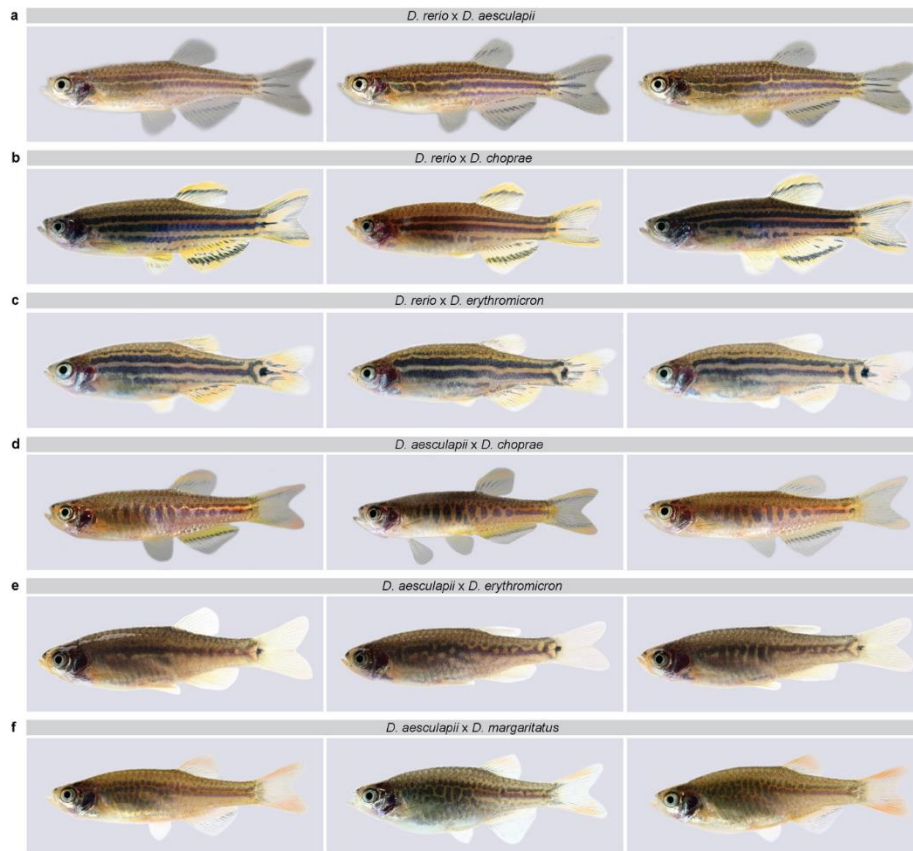 a
D. rerio x D. aesculapii
b
D. rerio x D. choprae
c
D. rerio x D. erythromicron
d
D. aesculapii x D. choprae
e
D. aesculapii x D. erythromicron
f
D. aesculapii x D. margaritatus